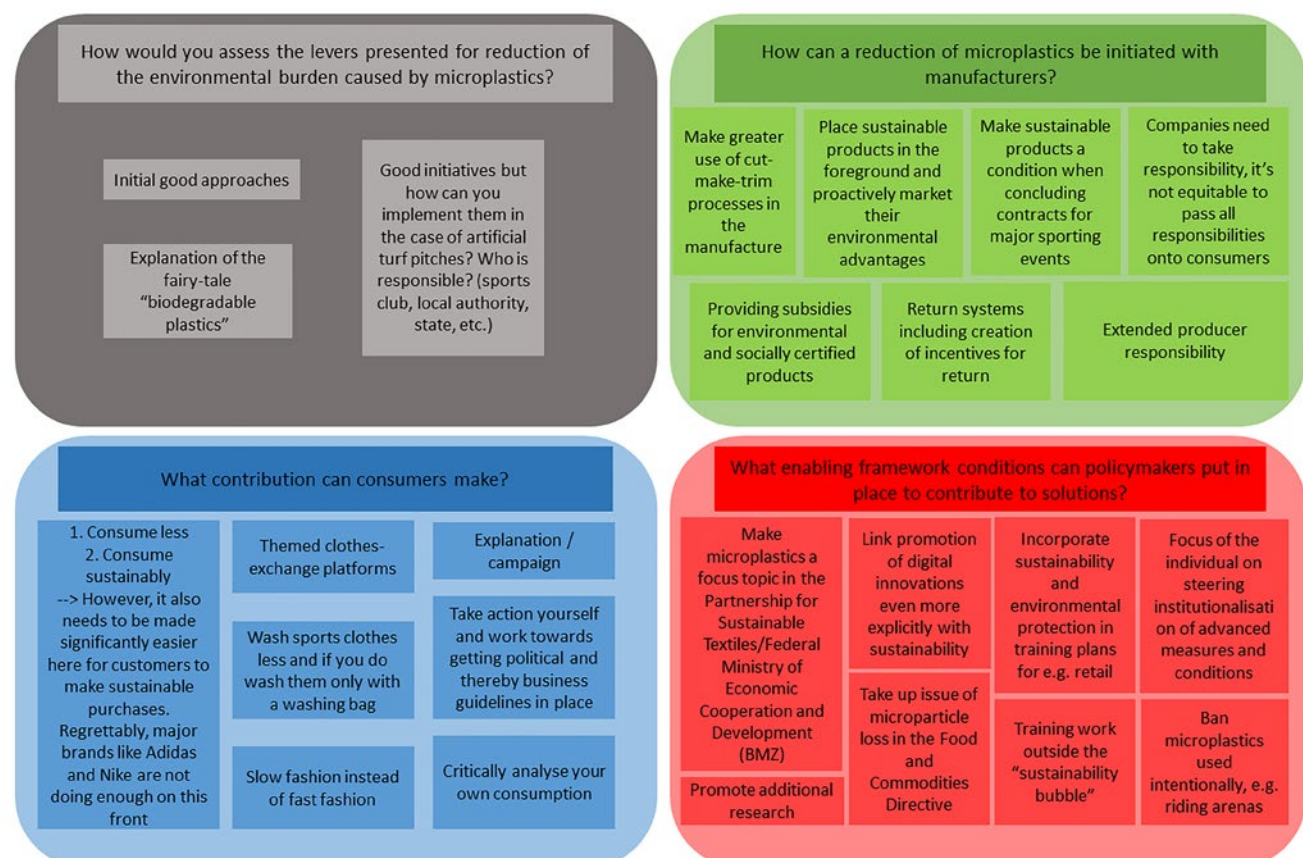 How would you assess the levers presented for reduction of
the environmental burden caused by microplastics?
Initial good approaches
Explanation of the
fairy-tale
“biodegradable
plastics”
Good initiatives but
how can you
implement them in
the case of artificial
turf pitches? Who is
responsible? (sports
club, local authority,
state, etc.)
How can a reduction of microplastics be initiated with
manufacturers?
Make greater
use of cut-
make-trim
processes in
the
manufacture
Place sustainable
products in the
foreground and
proactively market
their
environmental
advantages
Make sustainable
products a
condition when
concluding
contracts for
major sporting
events
Companies need
to take
responsibility, it’s
not equitable to
pass all
responsibilities
onto consumers
Providing subsidies
for environmental
and socially certified
products
Return systems
including creation
of incentives for
return
Extended producer
responsibility
What contribution can consumers make?
1. Consume less
2. Consume
sustainably
--> However, it also
needs to be made
significantly easier
here for customers to
make sustainable
purchases.
Regrettably, major
brands like Adidas
and Nike are not
doing enough on this
front
Themed clothes-
exchange platforms
Wash sports clothes
less and if you do
wash them only with
a washing bag
Slow fashion instead
of fast fashion
Explanation /
campaign
Take action yourself
and work towards
getting political and
thereby business
guidelines in place
Critically analyse your
own consumption
What enabling framework conditions can policymakers put in
place to contribute to solutions?
Make
microplastics a
focus topic in the
Partnership for
Sustainable
Textiles/Federal
Ministry of
Economic
Cooperation and
Development
(BMZ)
Promote additional
research
Link promotion of
digital
innovations
even more
explicitly with
sustainability
Take up issue of
microparticle
loss in the Food
and
Commodities
Directive
Incorporate
sustainability
and
environmental
protection in
training plans
for e.g. retail
Training work
outside the
“sustainability
bubble”
Focus of the
individual on
steering
institutionalisati
on of advanced
measures and
conditions
Ban
microplastics
used
intentionally, e.g.
riding arenas